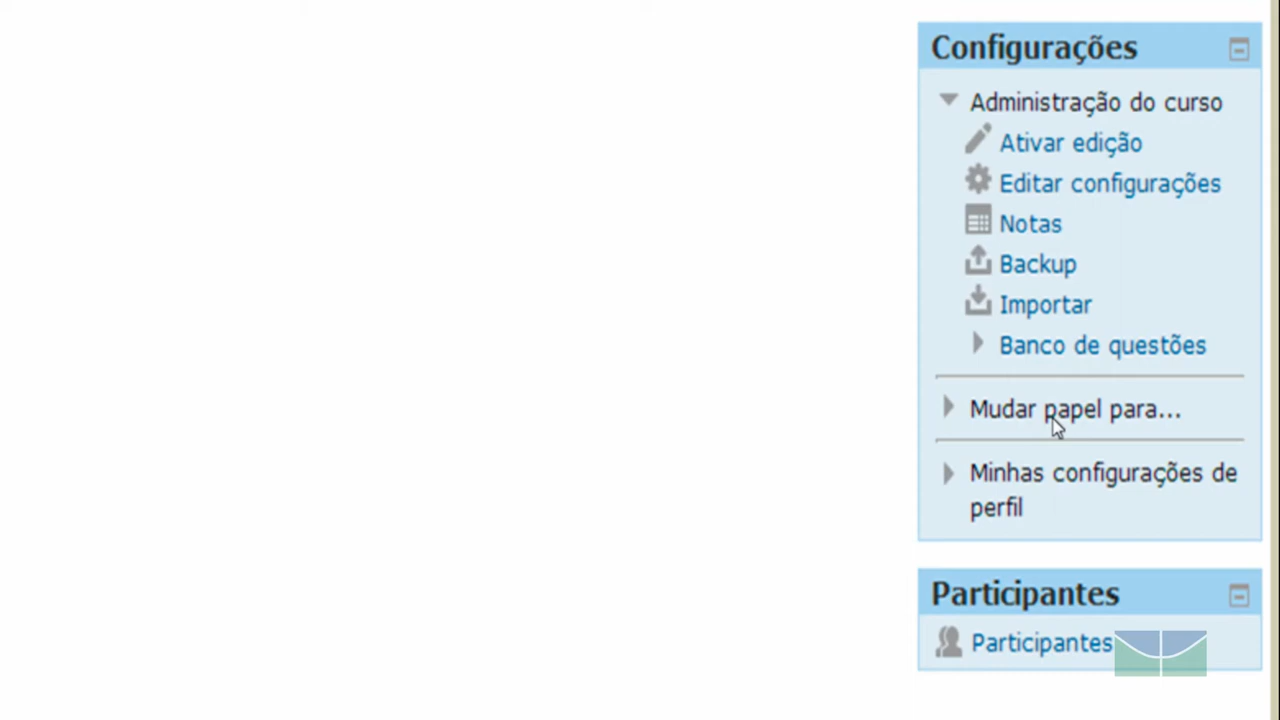 Configurações
Administração do curso
Ativar edição
Editar configurações
Notas
Backup
Importar
Banco de questões
Mudar papel para...
Minhas configurações de
perfil
Participantes
Participantes